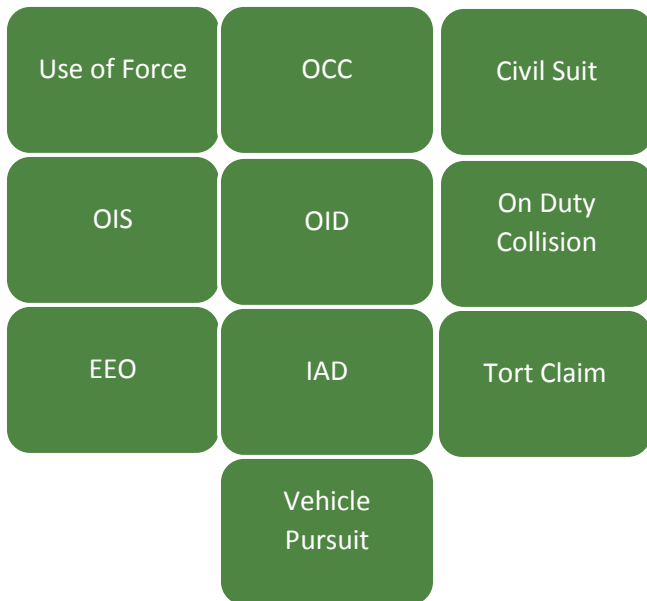 Use of Force
OCC
Civil Suit
OIS
OID
On Duty
Collision
EEO
IAD
Tort Claim
Vehicle
Pursuit